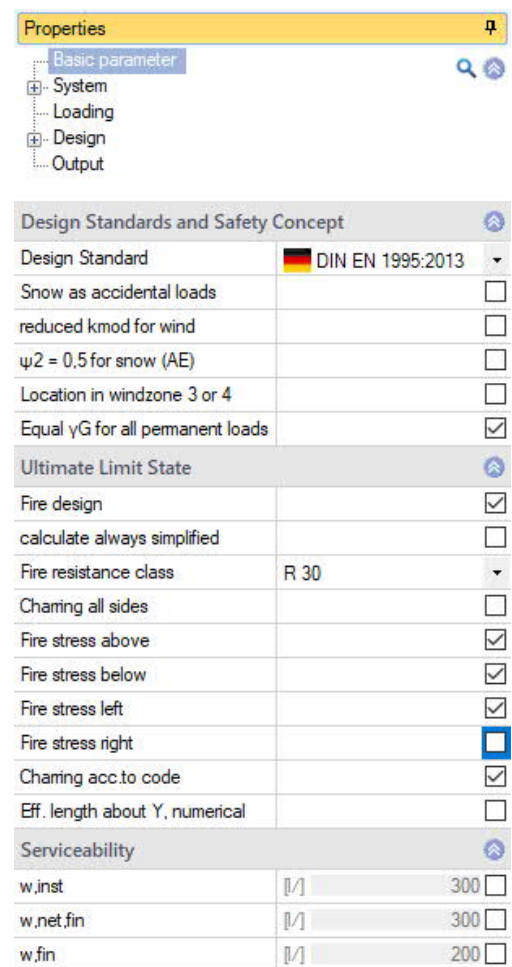 Properties
Basic parameter
System
Loading
Design
Output
Design Standards and Safety Concept
Design Standard DIN EN 1995:2013
Snow as accidental loads
reduced kmod for wind
ψ2 = 0,5 for snow (AE)
Location in windzone 3 or 4
Equal γG for all permanent loads
Ultimate Limit State
Fire design
calculate always simplified
Fire resistance class R 30
Charring all sides
Fire stress above
Fire stress below
Fire stress left
Fire stress right
Charring acc.to code
Eff. length about Y, numerical
Serviceability
w,inst [l/] 300
w,net,fin [l/] 300
w,fin [l/] 200